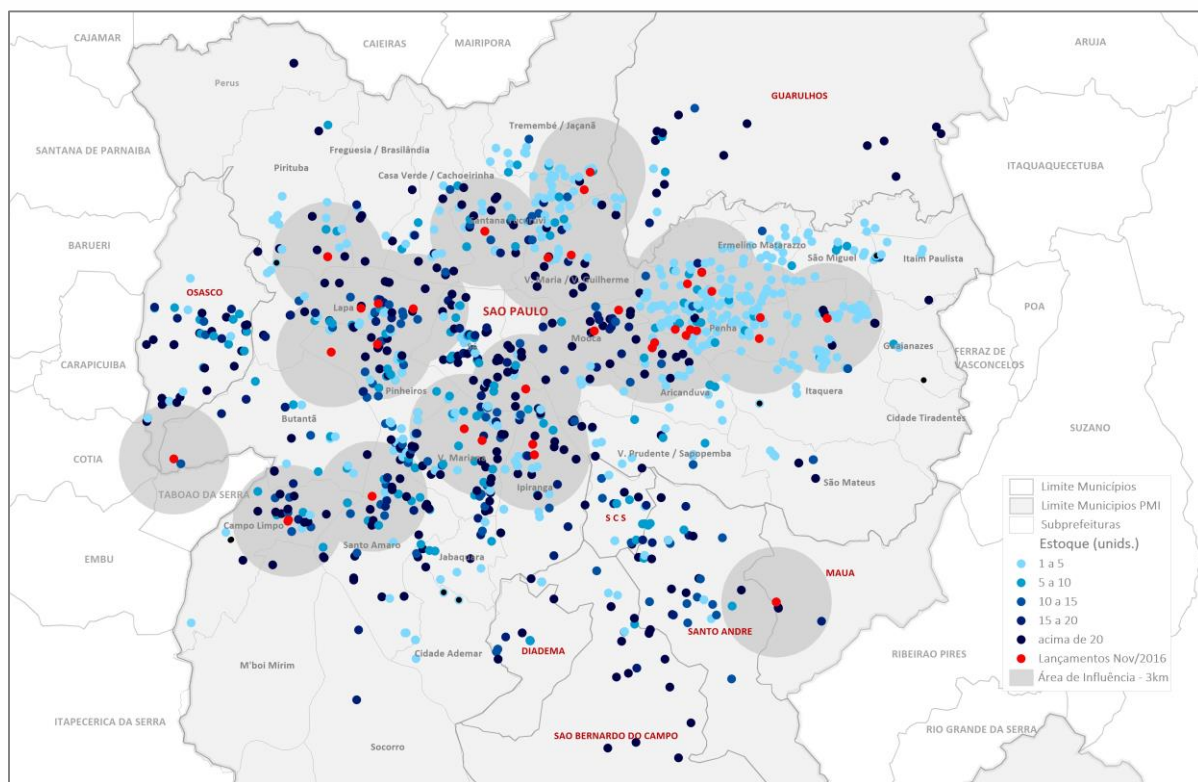 CAJAMAR
CAIEIRAS
MAIRIPORA
ARUJA
Perus
GUARULHOS
Tremembé / Jaçanã
SANTANA DE PARNAIBA
Freguesia / Brasilândia
Pirituba
Casa Verde / Cachoeirinha
ITAQUAQUECETUBA
BARUERI
Ermelino Matarazzo
São Miguel
Itaim Paulista
V. Maria / V. Guilherme
OSASCO
Lapa
SAO PAULO
POA
Mooca
Penha
Guaianazes
FERRAZ DE
VASCONCELOS
CARAPICUIBA
Pinheiros
Aricanduva
Itaquera
Butantã
Cidade Tiradentes
SUZANO
COTIA
V. Mariana
V. Prudente / Sapopemba
São Mateus
TABOAO DA SERRA
Ipiranga
Campo Limpo
S C S
Santo Amaro
EMBU
Jabaquara
MAUA
SANTO ANDRE
Cidade Ademar
DIADEMA
M'boi Mirim
RIBEIRAO PIRES
ITAPECERICA DA SERRA
SAO BERNARDO DO CAMPO
RIO GRANDE DA SERRA
Socorro
Limite Municípios
Limite Municipios PMI
Subprefeituras
Estoque (unids.)
1 a 5
5 a 10
10 a 15
15 a 20
acima de 20
Lançamentos Nov/2016
Área de Influência - 3km